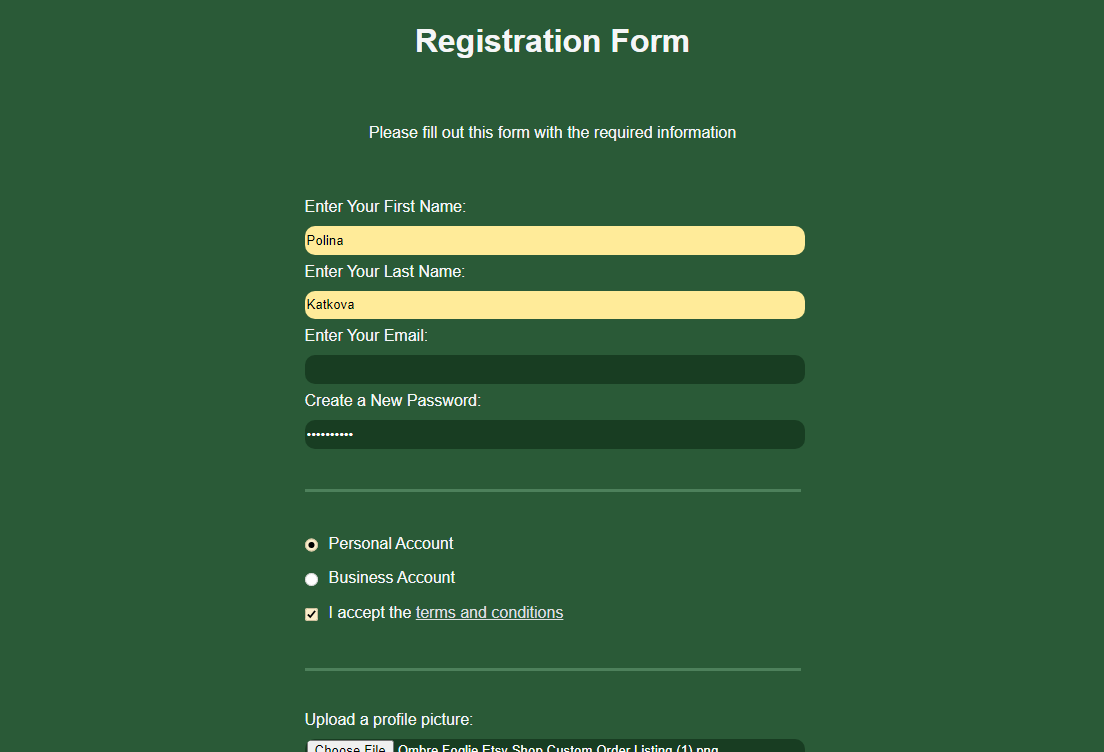 Registration Form
Please fill out this form with the required information
Enter Your First Name:
Polina
Enter Your Last Name:
Katkova
Enter Your Email:
Create a New Password:
••••••••••
Personal Account
Business Account
I accept the terms and conditions
Upload a profile picture:
Choose File Ombre Foglie Etsy Shop Custom Order Listing (1).png